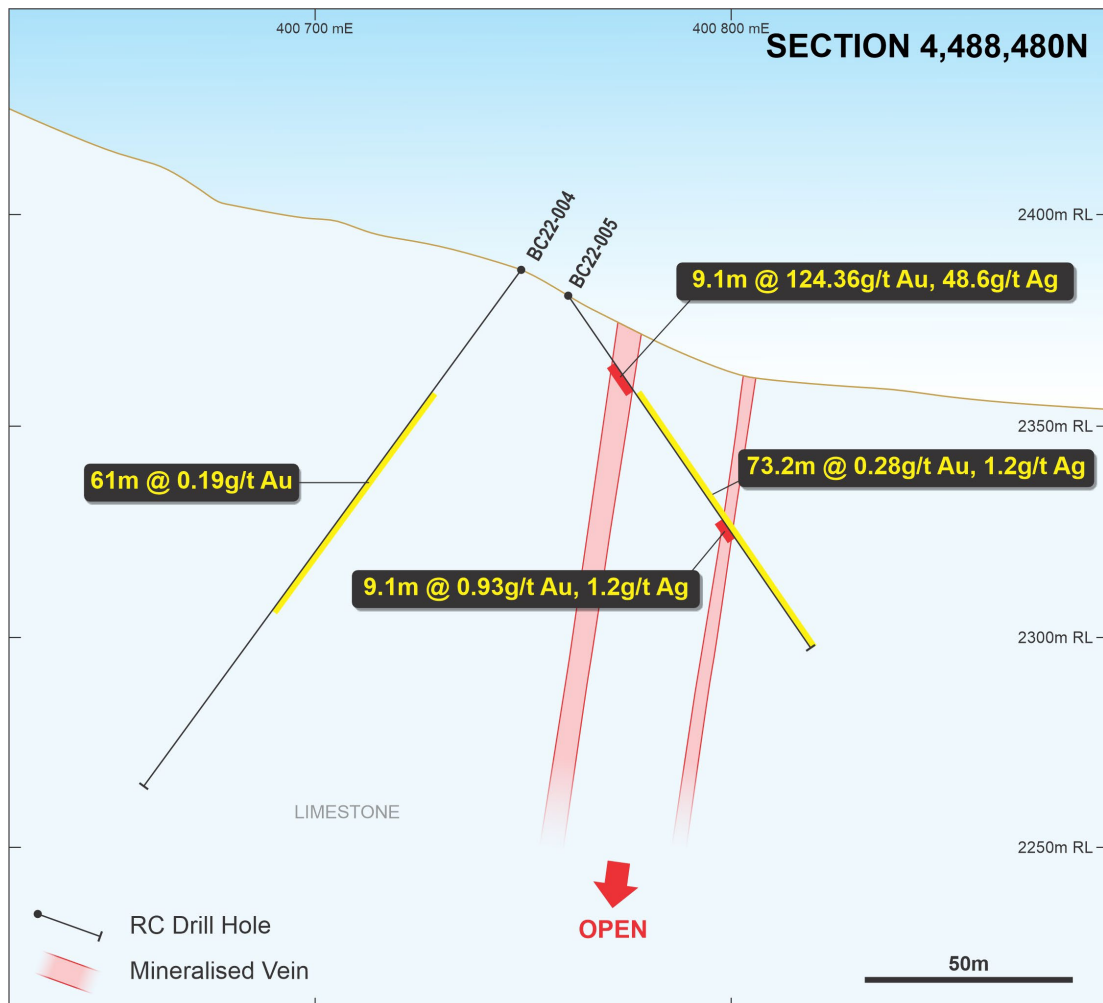 400 700 mE
400 800 mE
SECTION 4,488,480N
2400m RL
BC22-004
BC22-005
9.1m @ 124.36g/t Au, 48.6g/t Ag
2350m RL
73.2m @ 0.28g/t Au, 1.2g/t Ag
61m @ 0.19g/t Au
9.1m @ 0.93g/t Au, 1.2g/t Ag
2300m RL
LIMESTONE
2250m RL
OPEN
RC Drill Hole
Mineralised Vein
50m